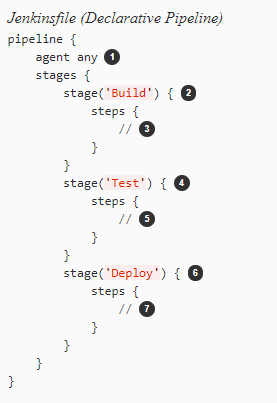 Jenkinsfile (Declarative Pipeline)
pipeline {
    agent any 1
    stages {
        stage('Build') { 2
            steps {
                // 3
            }
        }
        stage('Test') { 4
            steps {
                // 5
            }
        }
        stage('Deploy') { 6
            steps {
                // 7
            }
        }
    }
}